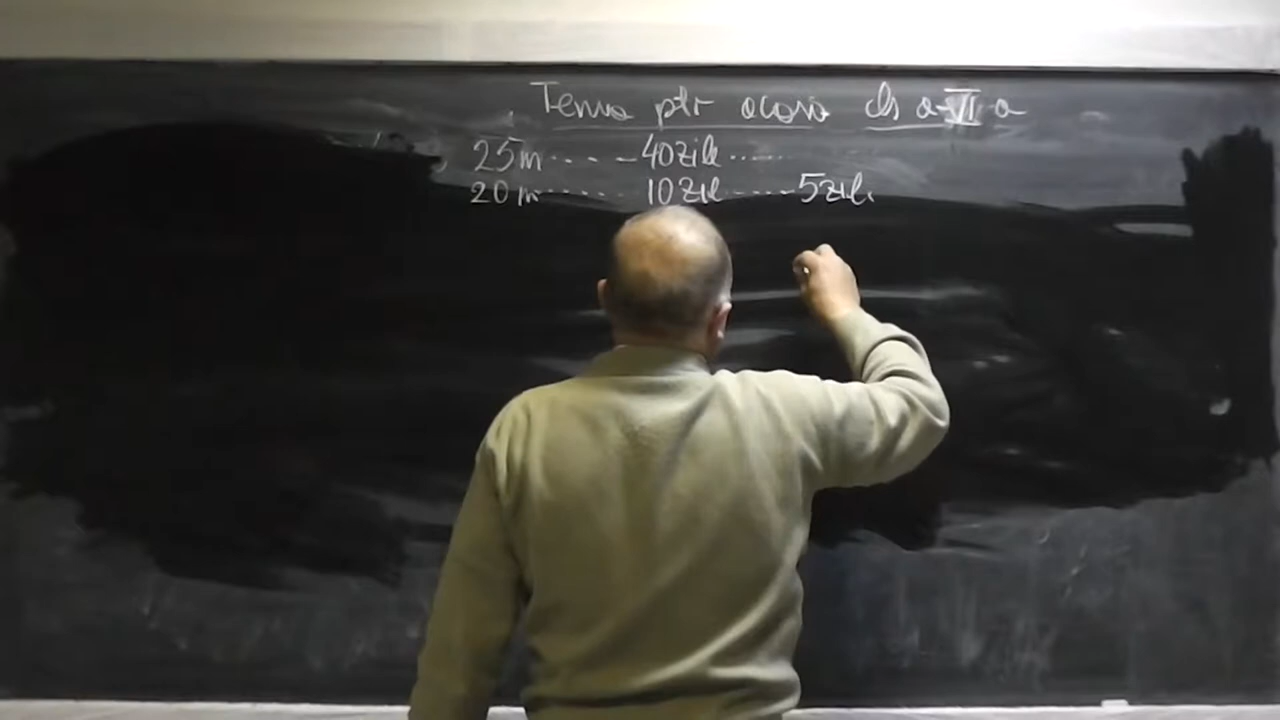 Tema ptr acasă cls a-VI a
25m....-40zile......
20m...... 10zile.....5zile